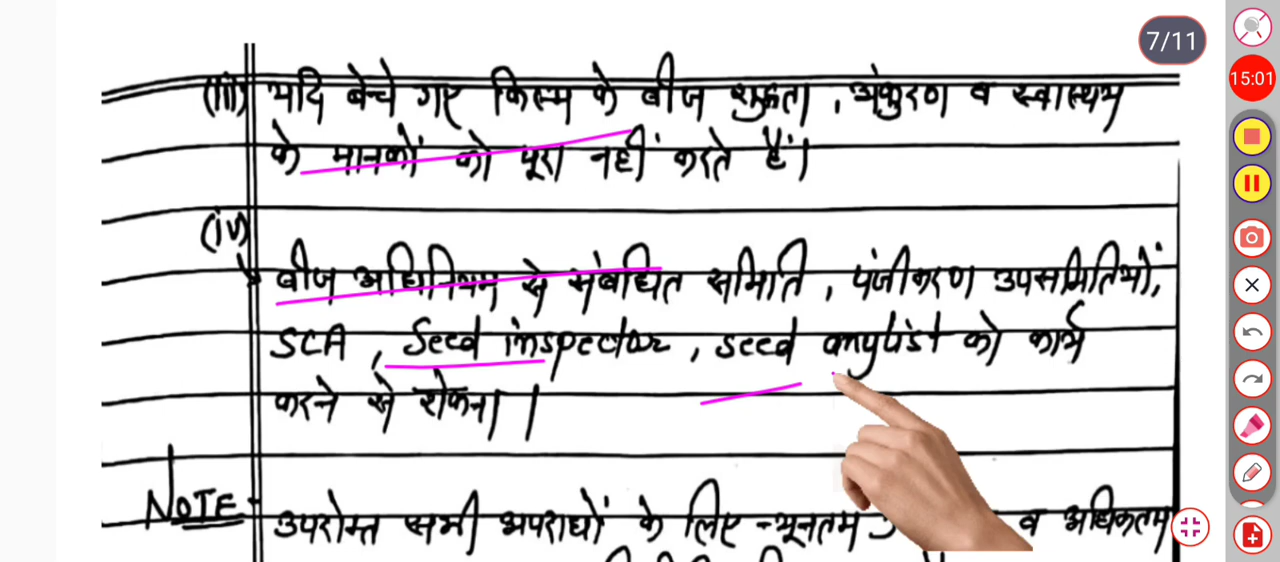 7/11
15:01
(iii) यदि बेच्चे गए किस्म के बीज शुद्धता, अंकुरण व स्वास्थ्य
के मानकों को पूरा नहीं करते हैं।
(iv)
बीज अधिनियम से संबंधित समिति, पंजीकरण उपसमितियों,
SCA, Seed inspector, seed anylist को कार्य
करने से रोकना।
NOTE:- उपरोक्त सभी अपराधों के लिए न्यूनतम व अधिकतम